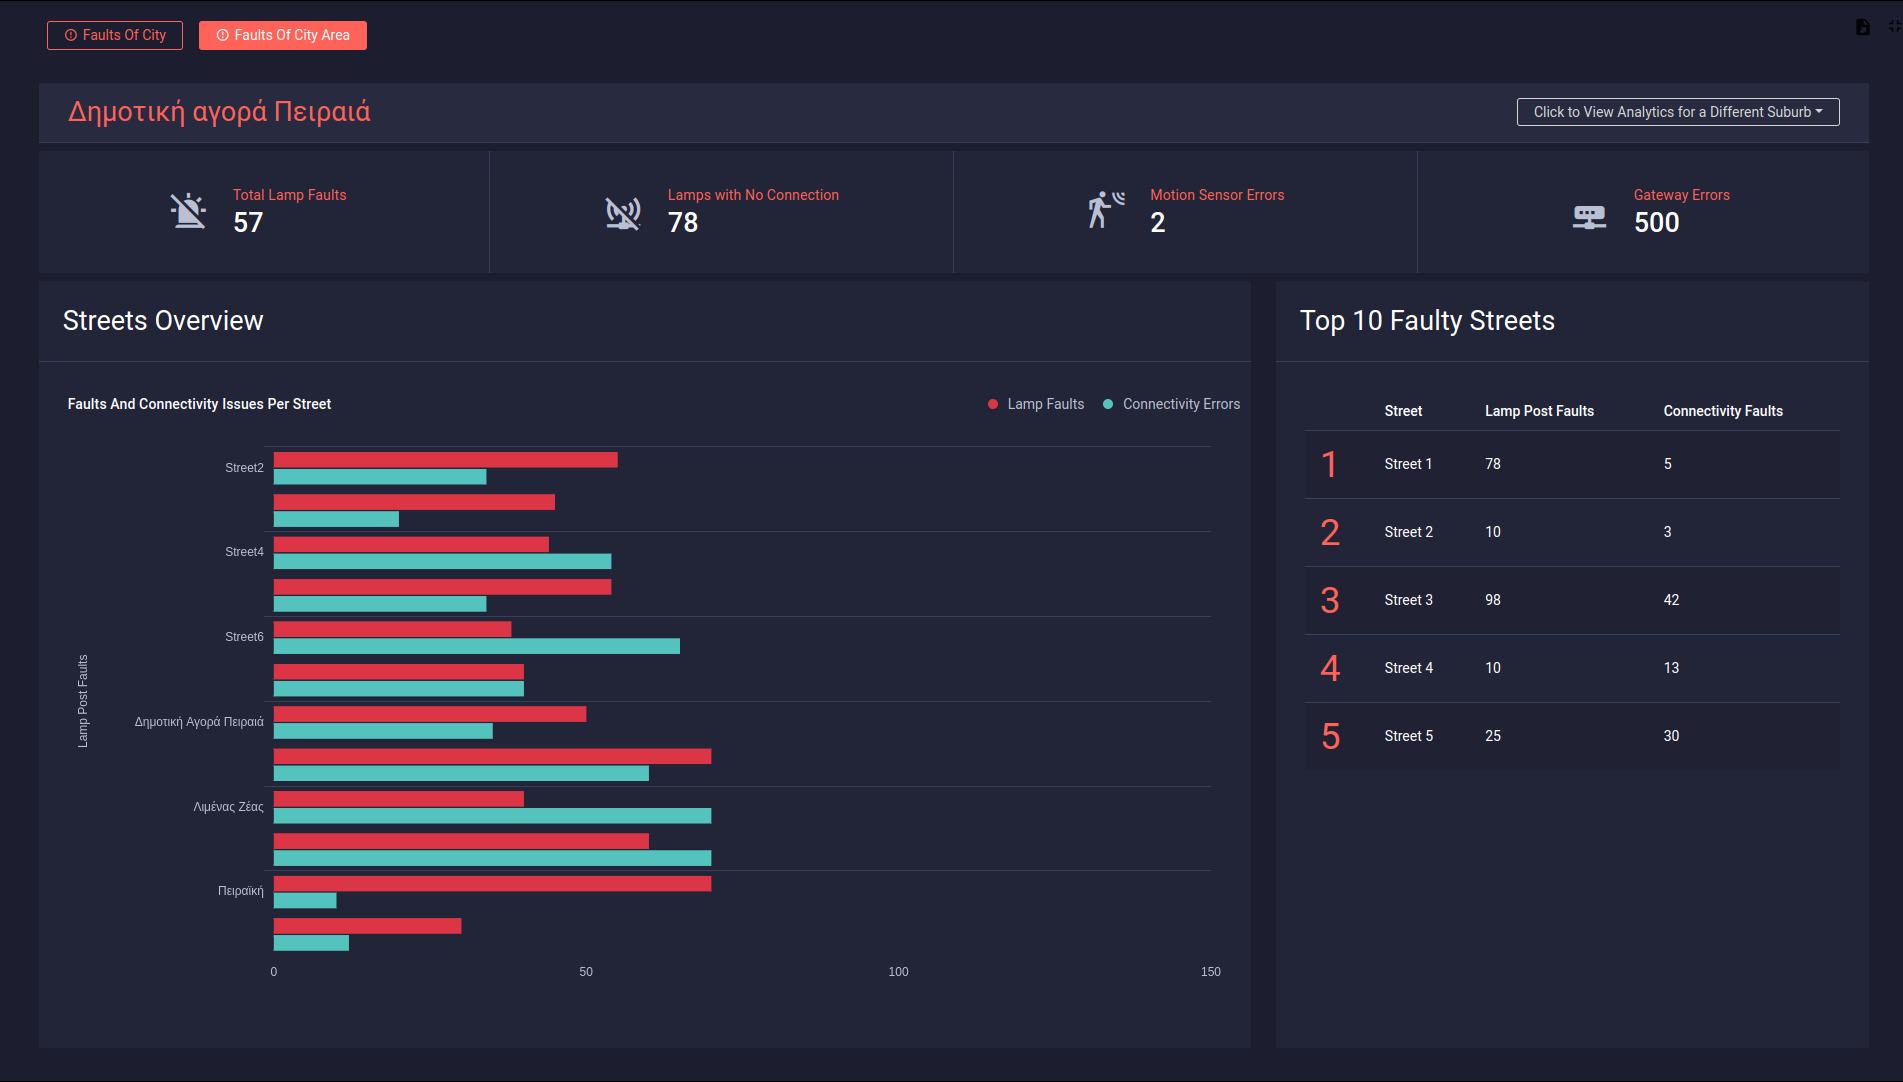 Faults Of City
Faults Of City Area
Δημοτική αγορά Πειραιά
Click to View Analytics for a Different Suburb
Total Lamp Faults
57
Lamps with No Connection
78
Motion Sensor Errors
2
Gateway Errors
500
Streets Overview
Faults And Connectivity Issues Per Street
Lamp Faults
Connectivity Errors
Lamp Post Faults
Street2
Street4
Street6
Δημοτική Αγορά Πειραιά
Λιμένας Ζέας
Πειραϊκή
0 50 100 150
Top 10 Faulty Streets
Street Lamp Post Faults Connectivity Faults
1 Street 1 78 5
2 Street 2 10 3
3 Street 3 98 42
4 Street 4 10 13
5 Street 5 25 30